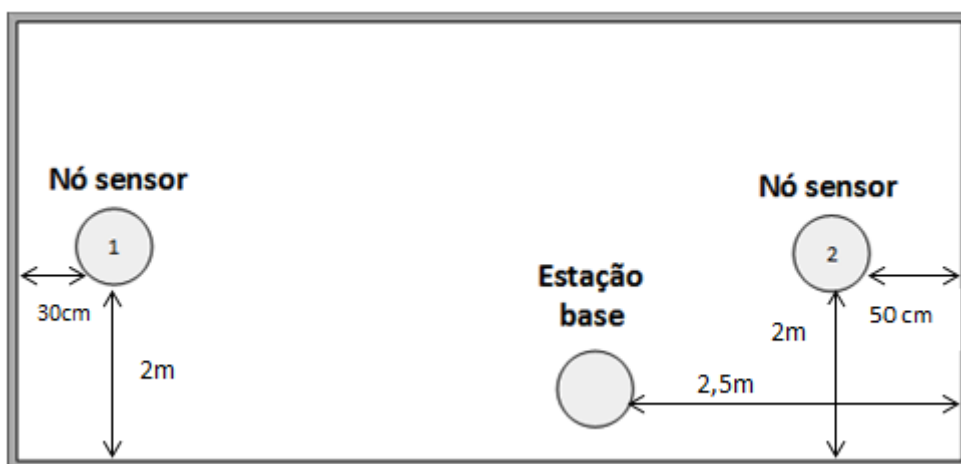 Nó sensor
1
30cm
2m
Estação
base
2,5m
Nó sensor
2
50 cm
2m